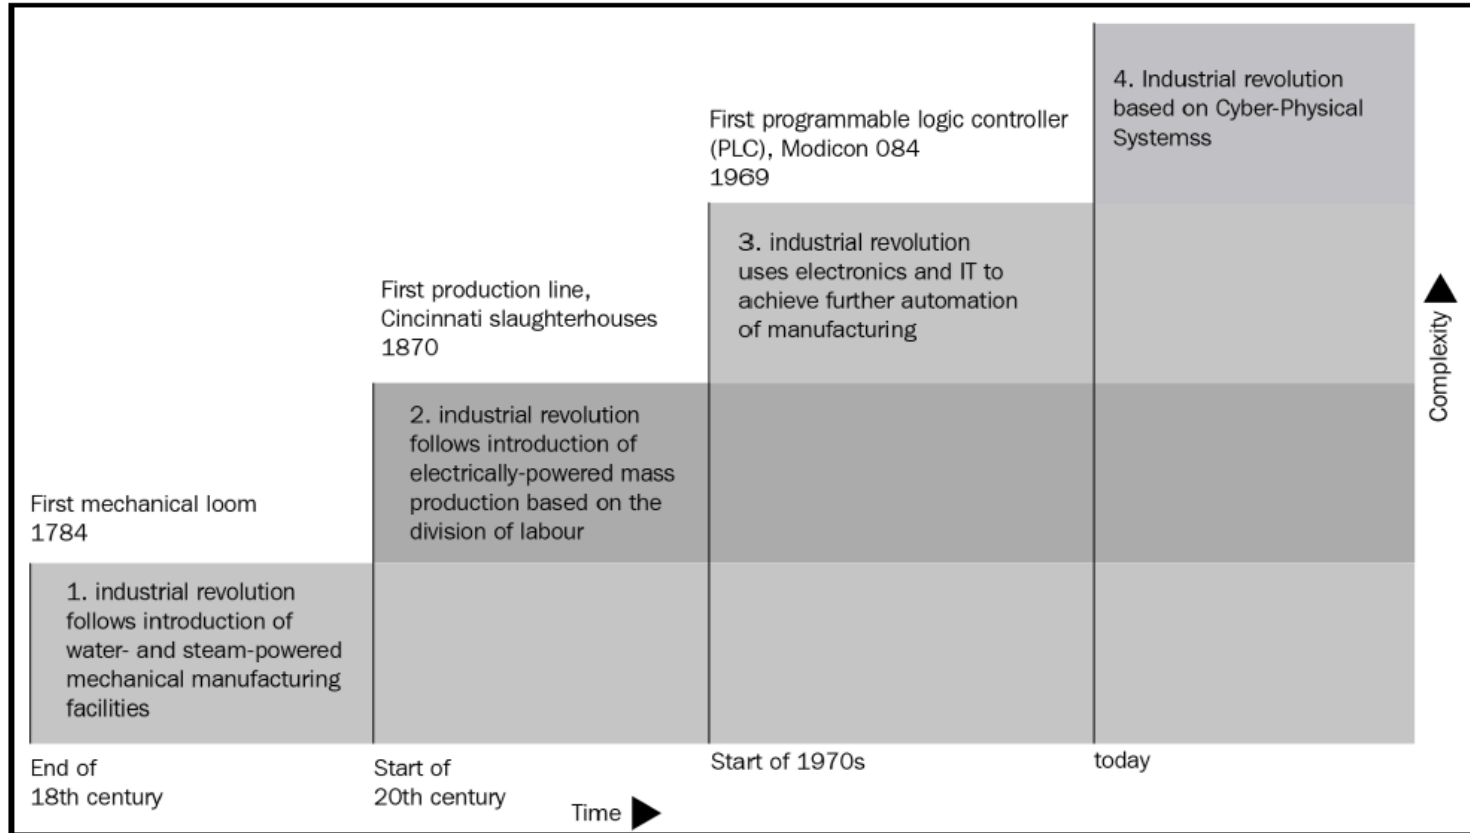 4. Industrial revolution
based on Cyber-Physical
Systemss
First programmable logic controller
(PLC), Modicon 084
1969
3. industrial revolution
uses electronics and IT to
achieve further automation
of manufacturing
First production line,
Cincinnati slaughterhouses
1870
2. industrial revolution
follows introduction of
electrically-powered mass
production based on the
division of labour
First mechanical loom
1784
1. industrial revolution
follows introduction of
water- and steam-powered
mechanical manufacturing
facilities
Complexity
End of
18th century
Start of
20th century
Start of 1970s
today
Time